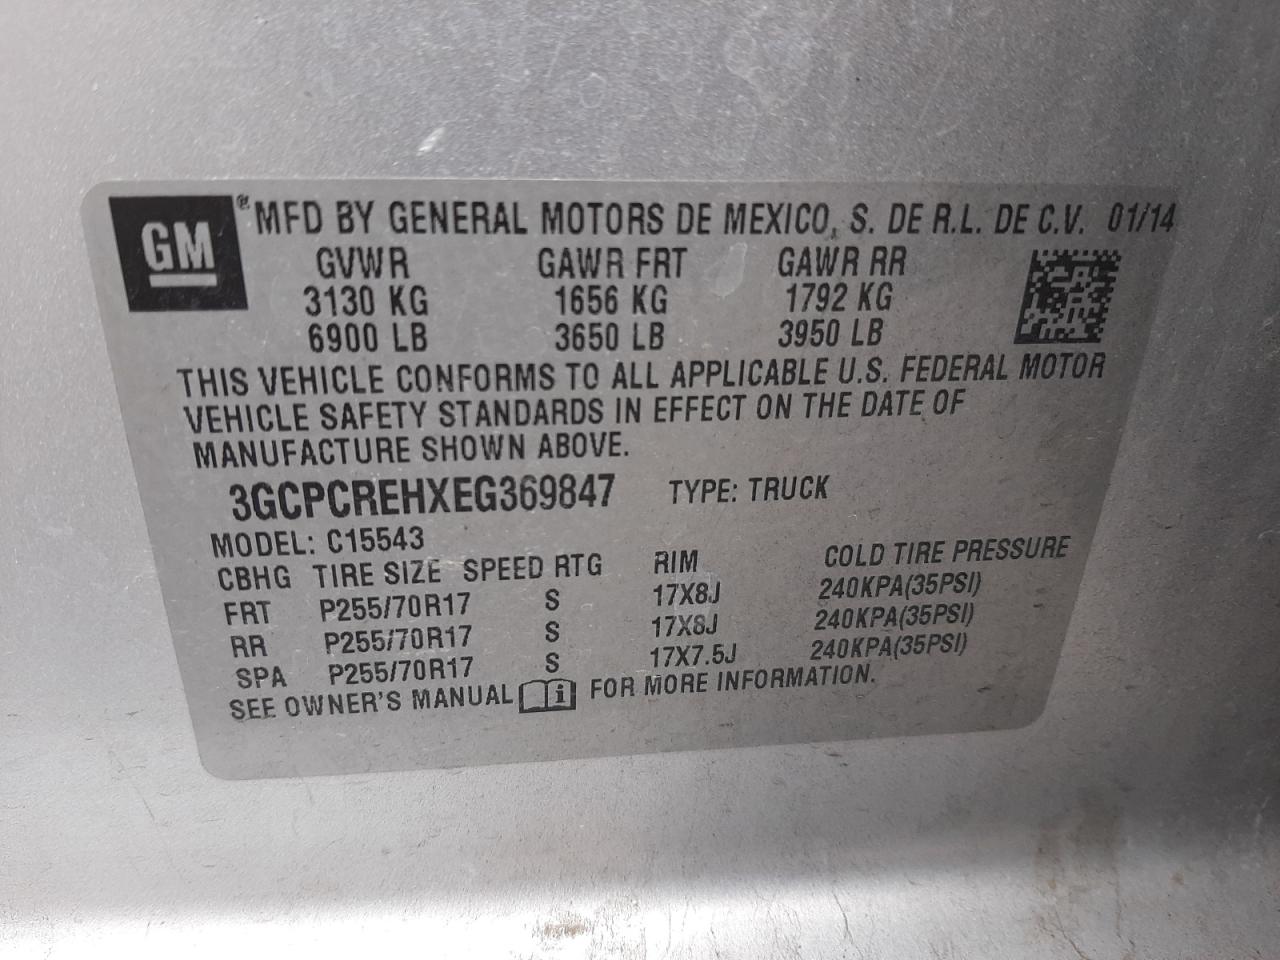 GM ® MFD BY GENERAL MOTORS DE MEXICO, S. DE R.L. DE C.V. 01/14
GVWR GAWR FRT GAWR RR
3130 KG 1656 KG 1792 KG
6900 LB 3650 LB 3950 LB
THIS VEHICLE CONFORMS TO ALL APPLICABLE U.S. FEDERAL MOTOR
VEHICLE SAFETY STANDARDS IN EFFECT ON THE DATE OF
MANUFACTURE SHOWN ABOVE.
3GCPCREHXEG369847 TYPE: TRUCK
MODEL: C15543
CBHG TIRE SIZE SPEED RTG RIM COLD TIRE PRESSURE
FRT P255/70R17 S 17X8J 240KPA(35PSI)
RR P255/70R17 S 17X8J 240KPA(35PSI)
SPA P255/70R17 S 17X7.5J 240KPA(35PSI)
SEE OWNER'S MANUAL i FOR MORE INFORMATION.